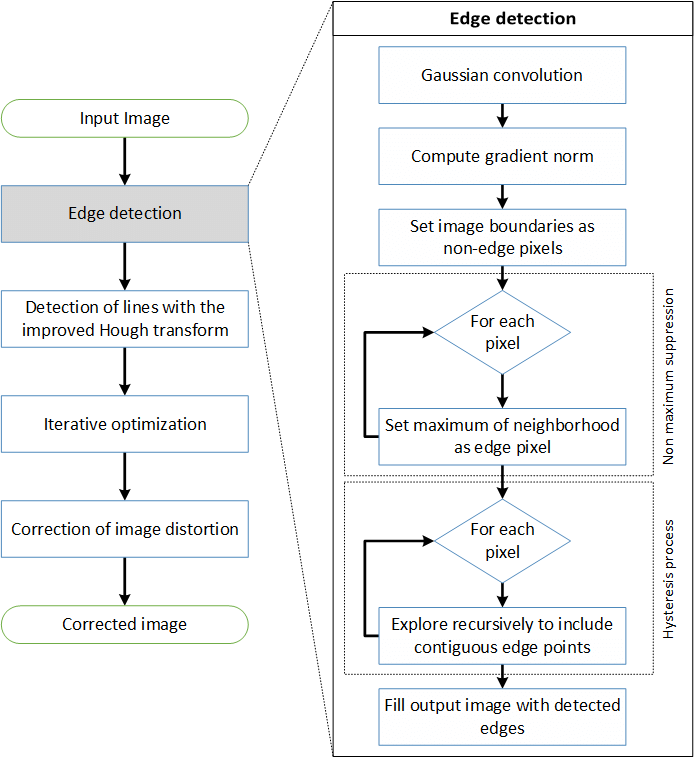 Input Image
Edge detection
Detection of lines with the
improved Hough transform
Iterative optimization
Correction of image distortion
Corrected image
Edge detection
Gaussian convolution
Compute gradient norm
Set image boundaries as
non-edge pixels
For each
pixel
Set maximum of neighborhood
as edge pixel
Non maximum suppression
For each
pixel
Explore recursively to include
contiguous edge points
Hysteresis process
Fill output image with detected
edges